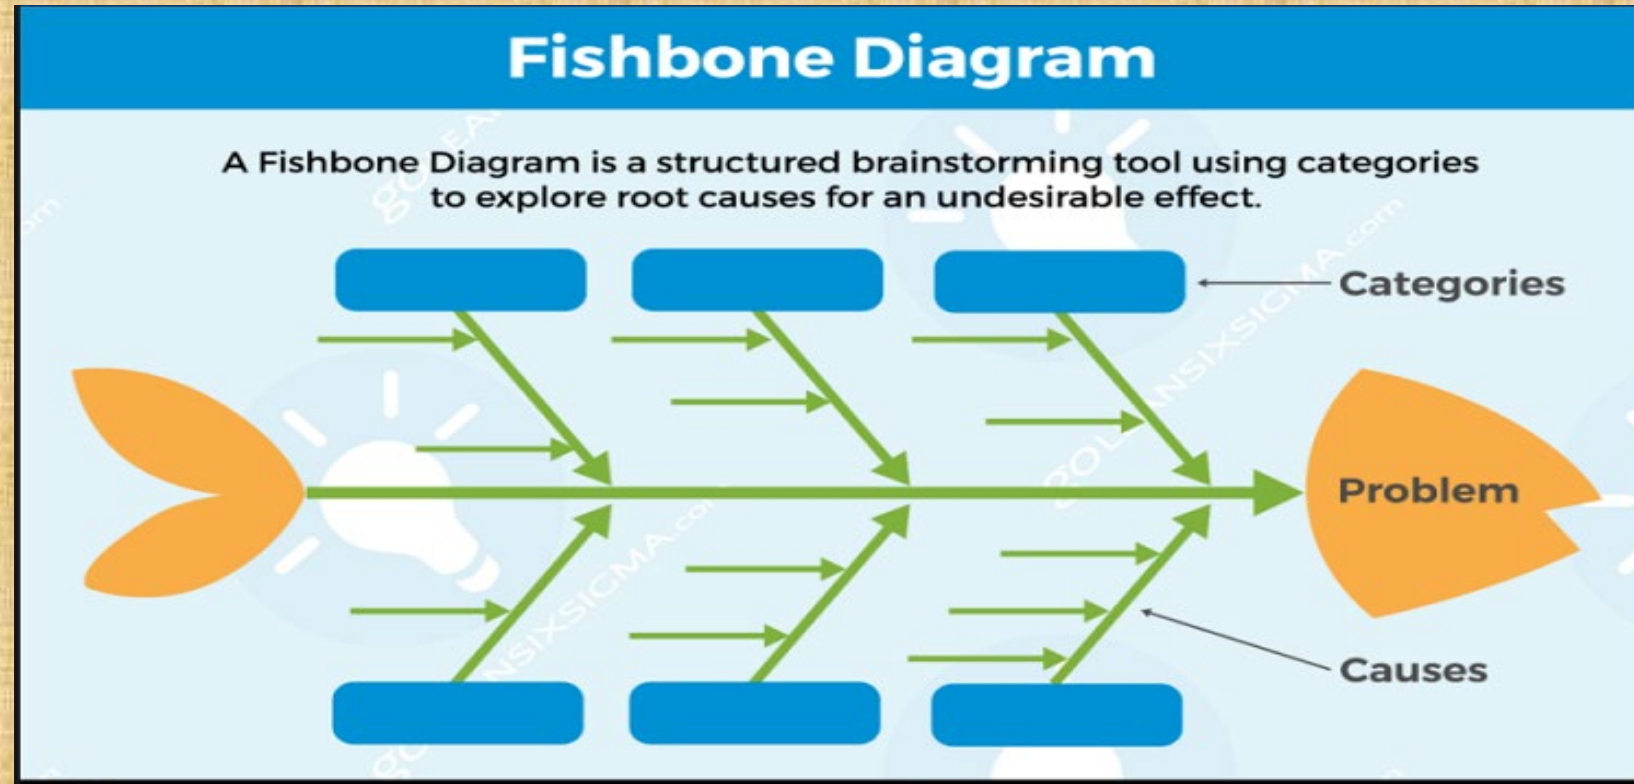 Fishbone Diagram
A Fishbone Diagram is a structured brainstorming tool using categories
to explore root causes for an undesirable effect.
Categories
Problem
Causes